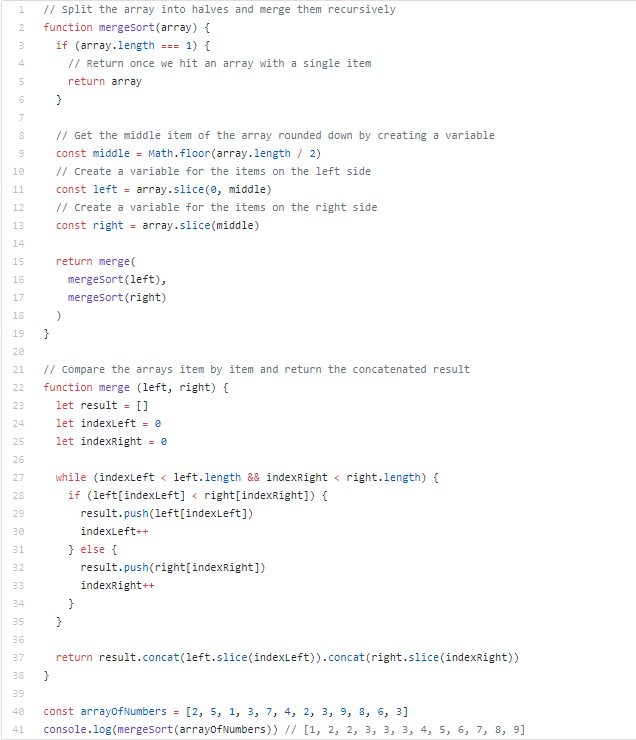 1 // Split the array into halves and merge them recursively
2 function mergeSort(array) {
3   if (array.length === 1) {
4     // Return once we hit an array with a single item
5     return array
6   }
7
8   // Get the middle item of the array rounded down by creating a variable
9   const middle = Math.floor(array.length / 2)
10   // Create a variable for the items on the left side
11   const left = array.slice(0, middle)
12   // Create a variable for the items on the right side
13   const right = array.slice(middle)
14
15   return merge(
16     mergeSort(left),
17     mergeSort(right)
18   )
19 }
20
21 // Compare the arrays item by item and return the concatenated result
22 function merge (left, right) {
23   let result = []
24   let indexLeft = 0
25   let indexRight = 0
26
27   while (indexLeft < left.length && indexRight < right.length) {
28     if (left[indexLeft] < right[indexRight]) {
29       result.push(left[indexLeft])
30       indexLeft++
31     } else {
32       result.push(right[indexRight])
33       indexRight++
34     }
35   }
36
37   return result.concat(left.slice(indexLeft)).concat(right.slice(indexRight))
38 }
39
40 const arrayOfNumbers = [2, 5, 1, 3, 7, 4, 2, 3, 9, 8, 6, 3]
41 console.log(mergeSort(arrayOfNumbers)) // [1, 2, 2, 3, 3, 3, 4, 5, 6, 7, 8, 9]